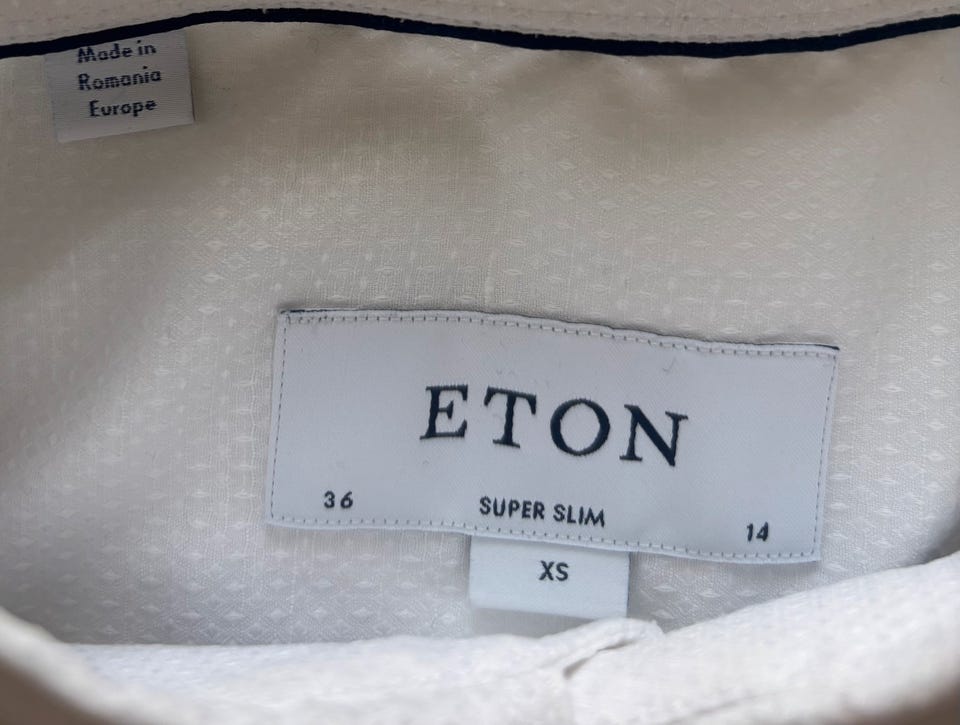 Made in
Romania
Europe
ETON
36 SUPER SLIM 14
XS